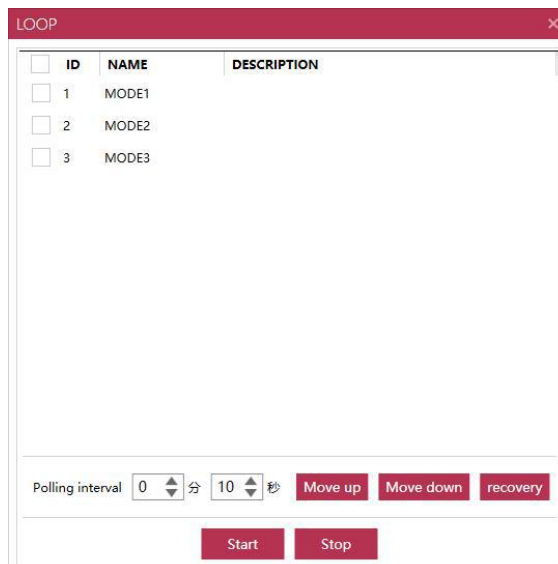 LOOP
ID NAME DESCRIPTION
1 MODE1
2 MODE2
3 MODE3
Polling interval 0 分 10 秒 Move up Move down recovery
Start Stop